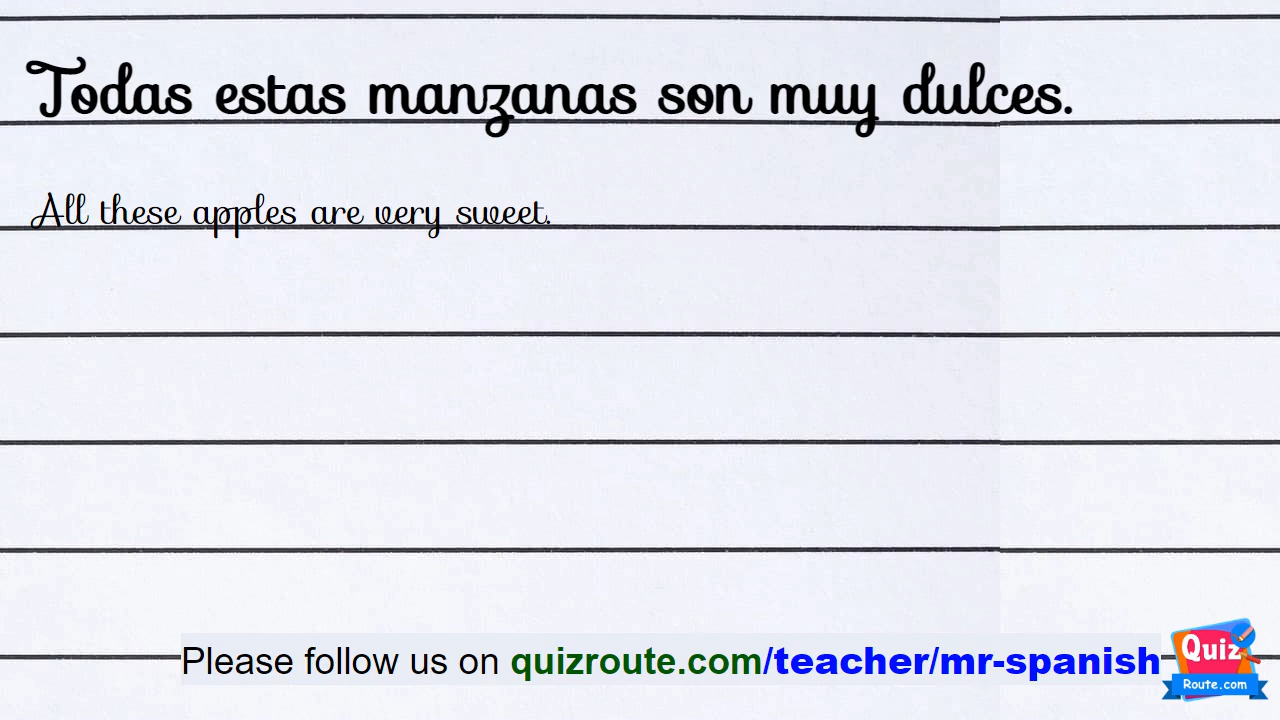 Todas estas manzanas son muy dulces.
All these apples are very sweet.
Please follow us on quizroute.com/teacher/mr-spanish
Quiz
Route.com